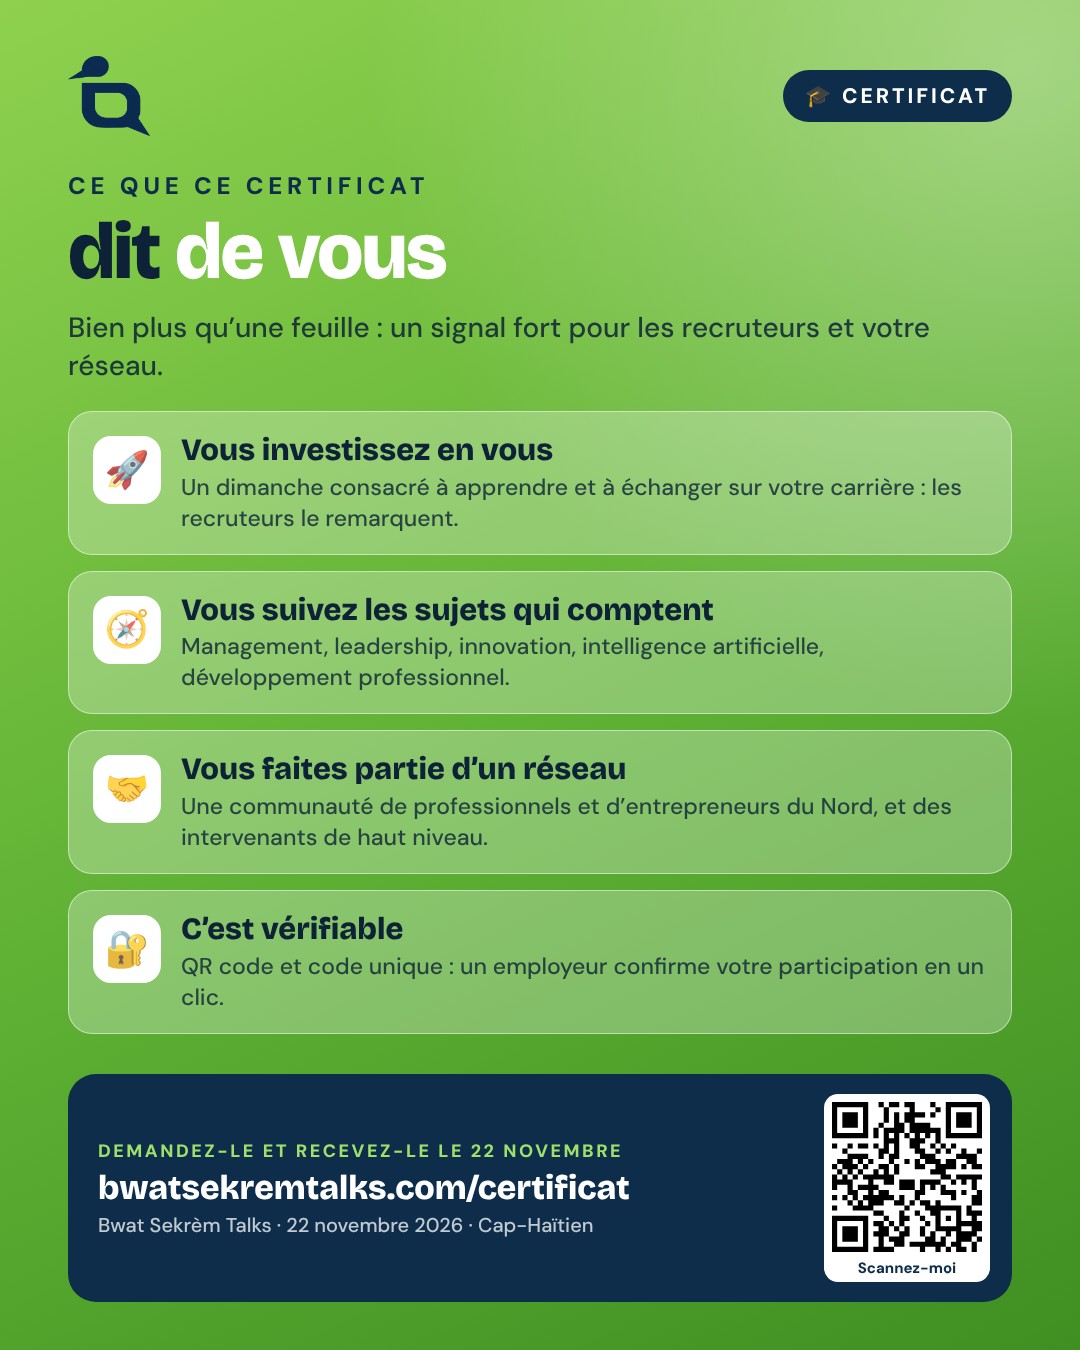 CERTIFICAT
CE QUE CE CERTIFICAT
dit de vous
Bien plus qu’une feuille : un signal fort pour les recruteurs et votre
réseau.
Vous investissez en vous
Un dimanche consacré à apprendre et à échanger sur votre carrière : les
recruteurs le remarquent.
Vous suivez les sujets qui comptent
Management, leadership, innovation, intelligence artificielle,
développement professionnel.
Vous faites partie d’un réseau
Une communauté de professionnels et d’entrepreneurs du Nord, et des
intervenants de haut niveau.
C’est vérifiable
QR code et code unique : un employeur confirme votre participation en un
clic.
DEMANDEZ-LE ET RECEVEZ-LE LE 22 NOVEMBRE
bwatsekremtalks.com/certificat
Bwat Sekrèm Talks · 22 novembre 2026 · Cap-Haïtien
Scannez-moi